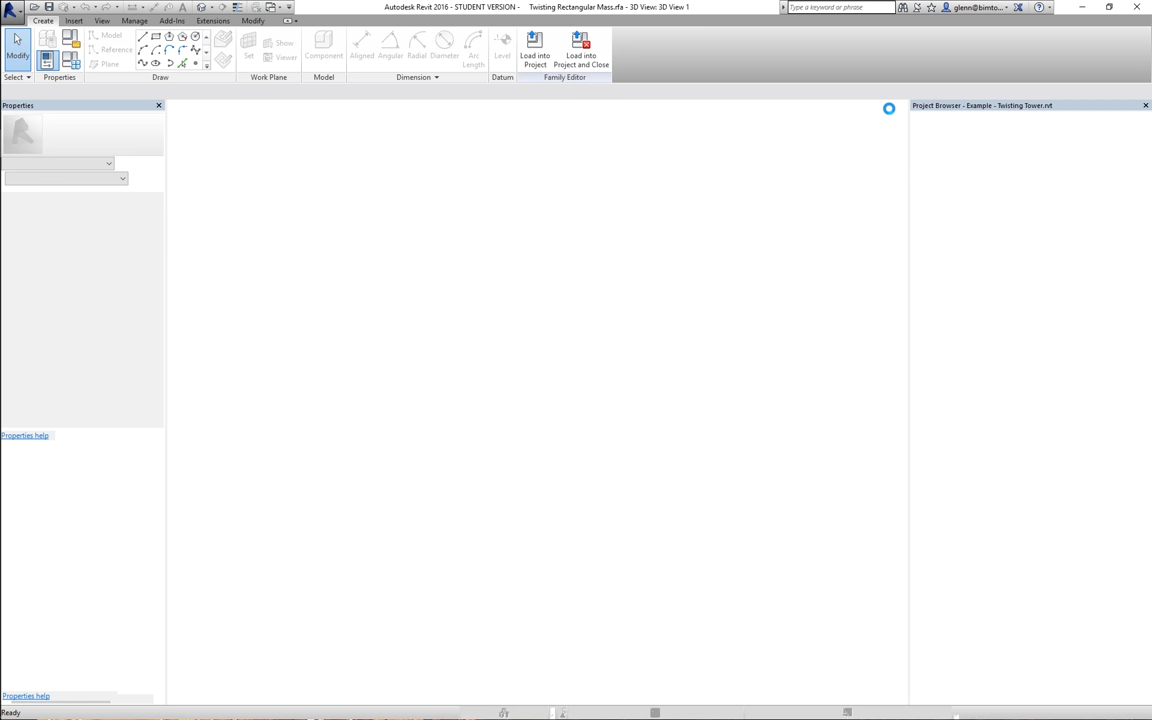 Autodesk Revit 2016 - STUDENT VERSION - Twisting Rectangular Mass.rfa - 3D View: 3D View 1
Type a keyword or phrase
glenn@bimto...
Create Insert View Manage Add-Ins Extensions Modify
Modify
Model
Reference
Plane
Set
Show
Viewer
Component
Aligned Angular Radial Diameter Arc
Length
Level
Load into
Project
Load into
Project and Close
Select Properties Draw Work Plane Model Dimension Datum Family Editor
Properties
Project Browser - Example - Twisting Tower.rvt
Properties help
Properties help
Ready